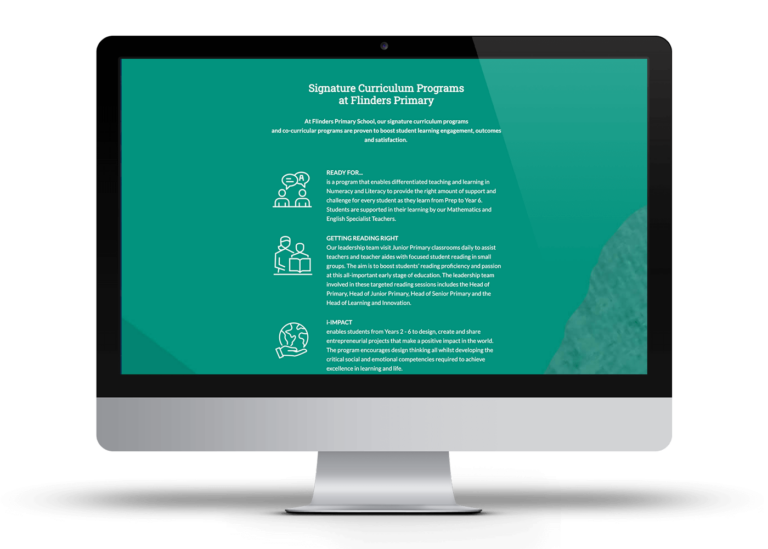 Signature Curriculum Programs
at Flinders Primary
At Flinders Primary School, our signature curriculum programs
and co-curricular programs are proven to boost student learning engagement, outcomes
and satisfaction.
READY FOR...
is a program that enables differentiated teaching and learning in
Numeracy and Literacy to provide the right amount of support and
challenge for every student as they learn from Prep to Year 6.
Students are supported in their learning by our Mathematics and
English Specialist Teachers.
GETTING READING RIGHT
Our leadership team visit Junior Primary classrooms daily to assist
teachers and teacher aides with focused student reading in small
groups. The aim is to boost students' reading proficiency and passion
at this all-important early stage of education. The leadership team
involved in these targeted reading sessions includes the Head of
Primary, Head of Junior Primary, Head of Senior Primary and the
Head of Learning and Innovation.
I-IMPACT
enables students from Years 2 - 6 to design, create and share
entrepreneurial projects that make a positive impact in the world.
The program encourages design thinking all whilst developing the
critical social and emotional competencies required to achieve
excellence in learning and life.